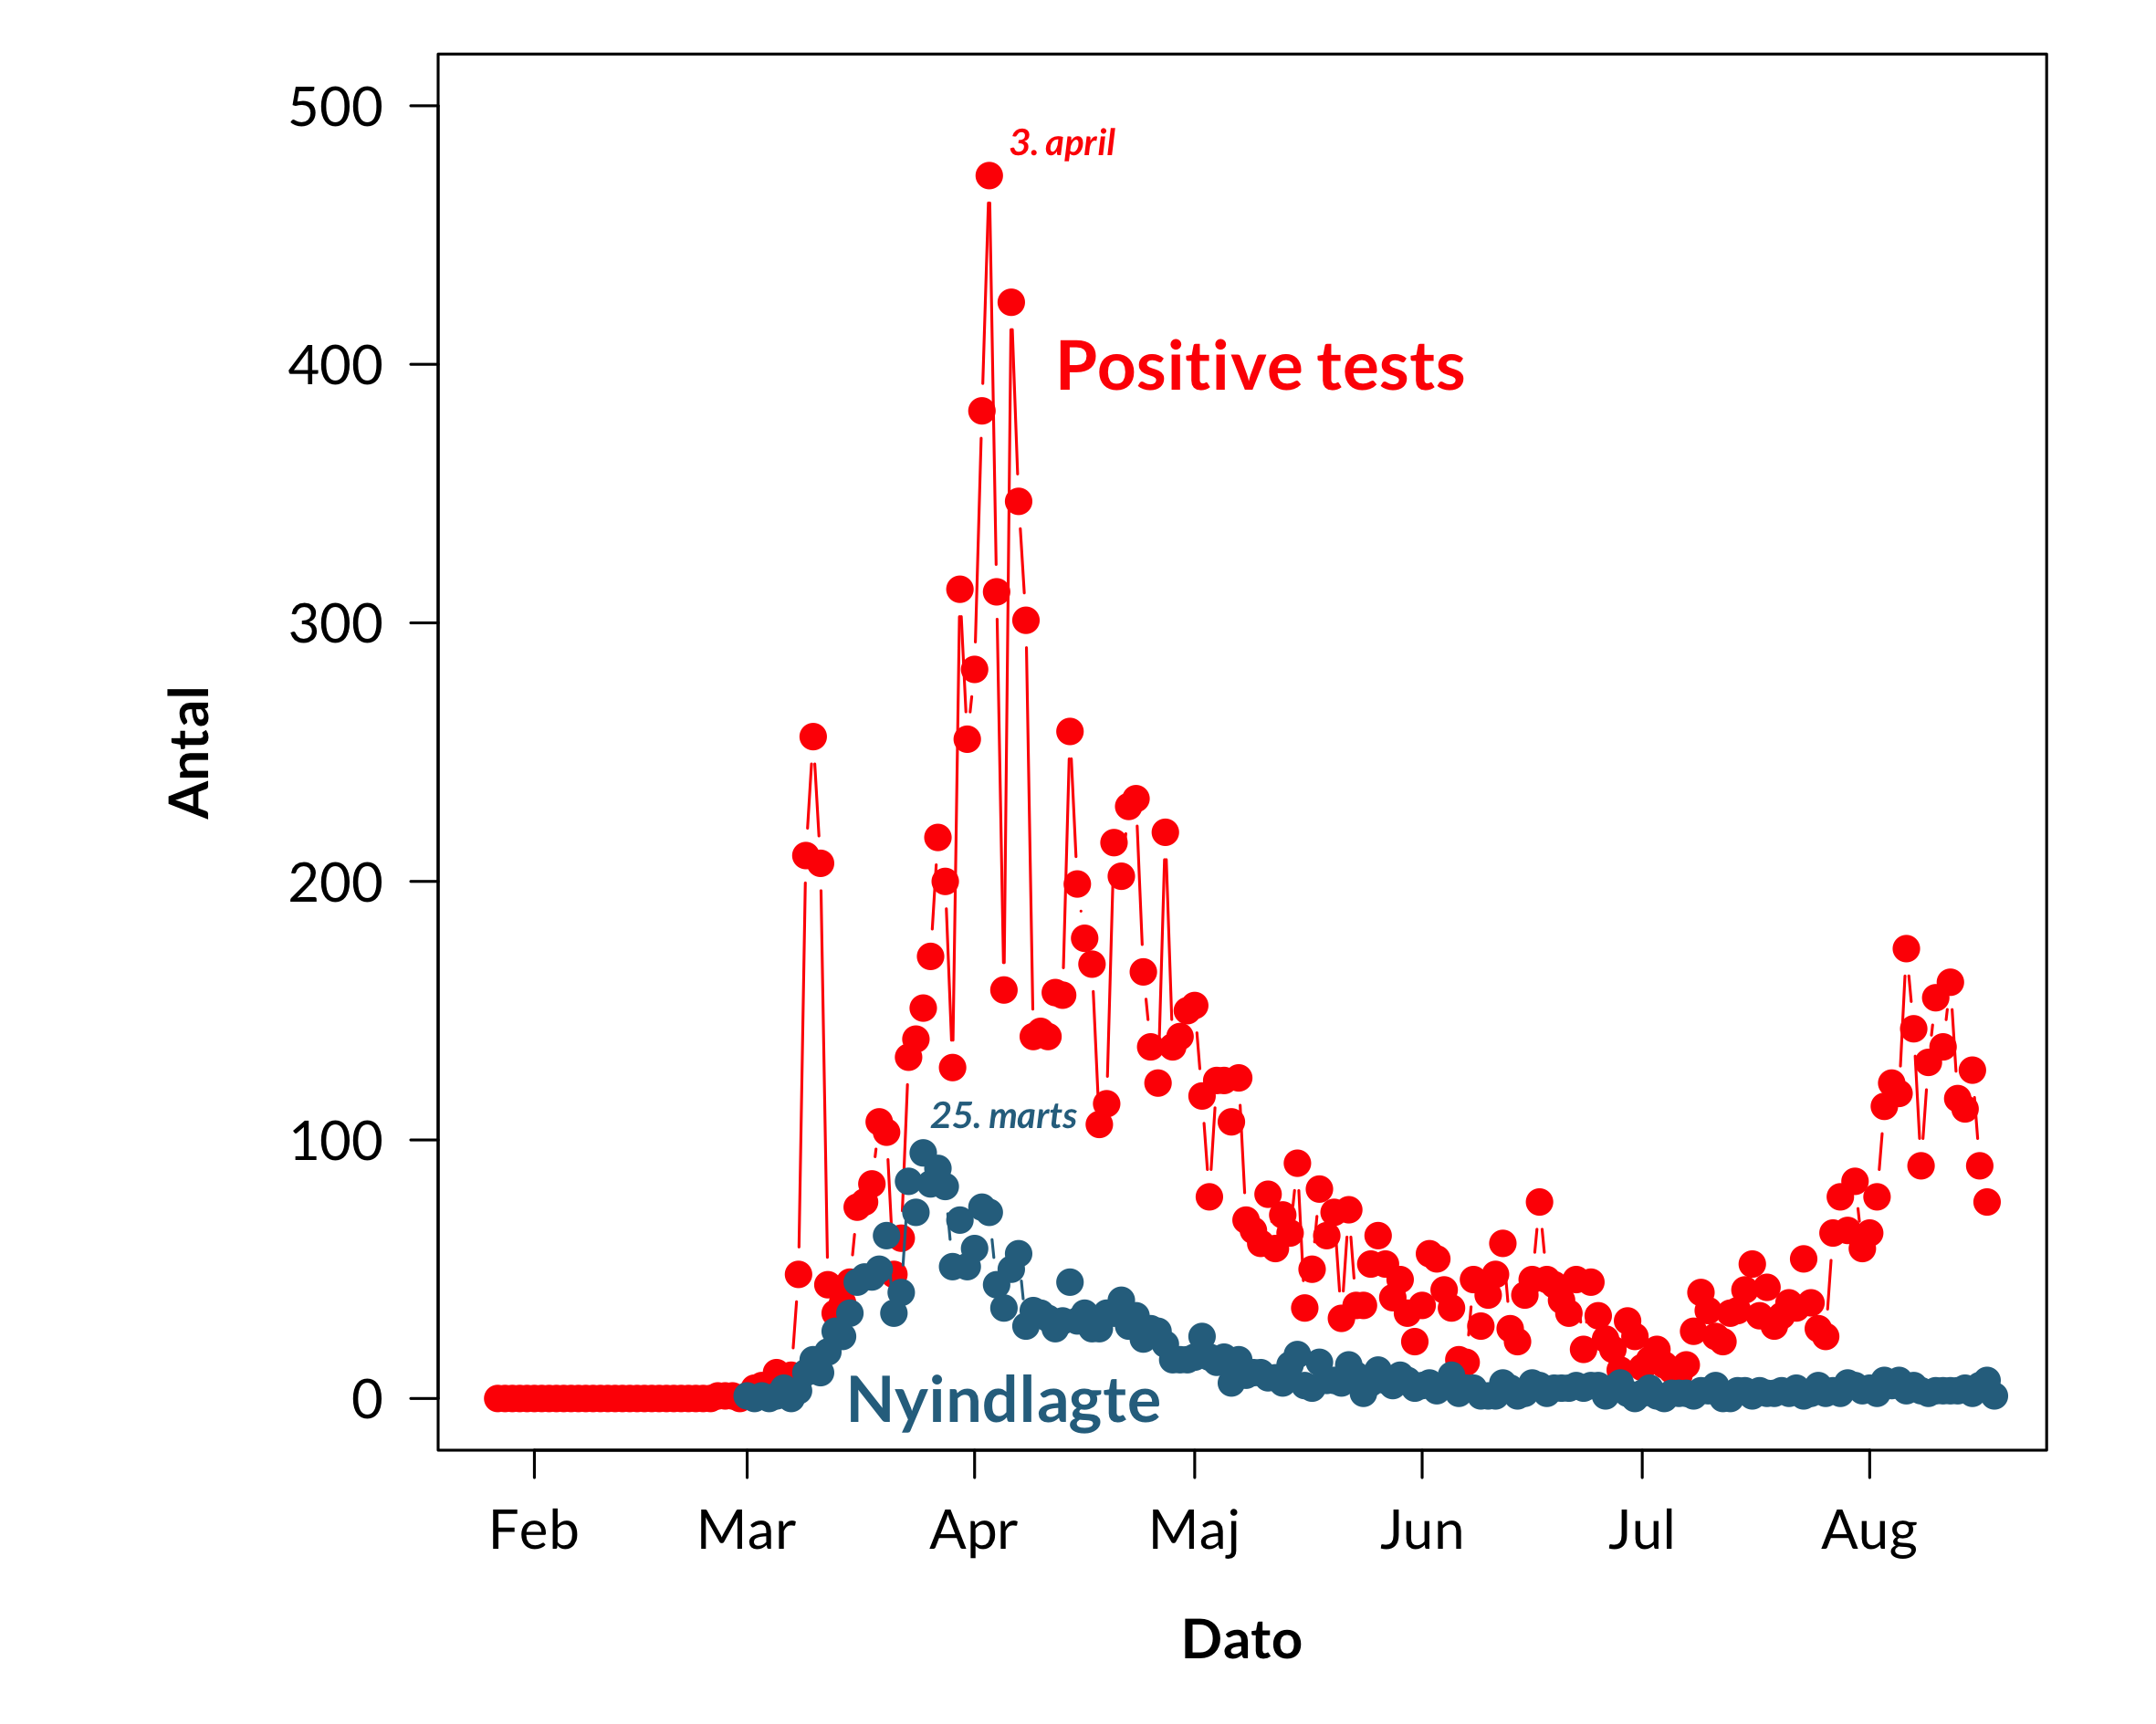 500
3. april
400
Positive tests
300
Antal
200
25. marts
100
0
Nyindlagte
Feb Mar Apr Maj Jun Jul Aug
Dato